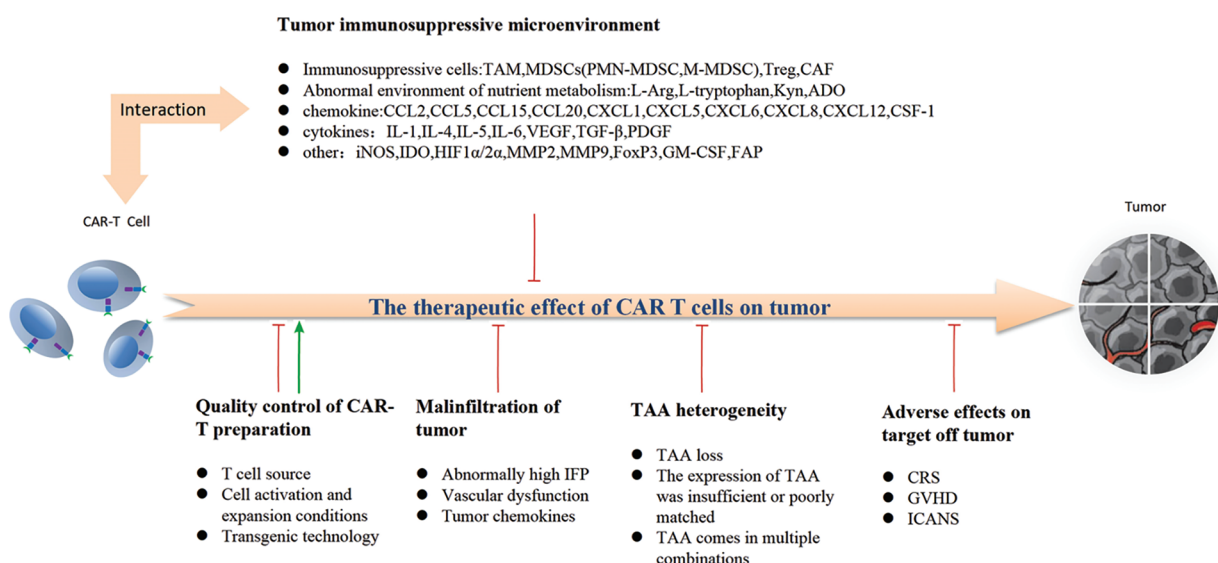 Tumor immunosuppressive microenvironment
● Immunosuppressive cells:TAM,MDSCs(PMN-MDSC,M-MDSC),Treg,CAF
● Abnormal environment of nutrient metabolism:L-Arg,L-tryptophan,Kyn,ADO
● chemokine:CCL2,CCL5,CCL15,CCL20,CXCL1,CXCL5,CXCL6,CXCL8,CXCL12,CSF-1
● cytokines：IL-1,IL-4,IL-5,IL-6,VEGF,TGF-β,PDGF
● other：iNOS,IDO,HIF1α/2α,MMP2,MMP9,FoxP3,GM-CSF,FAP
Interaction
CAR-T Cell
Tumor
The therapeutic effect of CAR T cells on tumor
Quality control of CAR-
T preparation
● T cell source
● Cell activation and
expansion conditions
● Transgenic technology
Malinfiltration of
tumor
● Abnormally high IFP
● Vascular dysfunction
● Tumor chemokines
TAA heterogeneity
● TAA loss
● The expression of TAA
was insufficient or poorly
matched
● TAA comes in multiple
combinations
Adverse effects on
target off tumor
● CRS
● GVHD
● ICANS